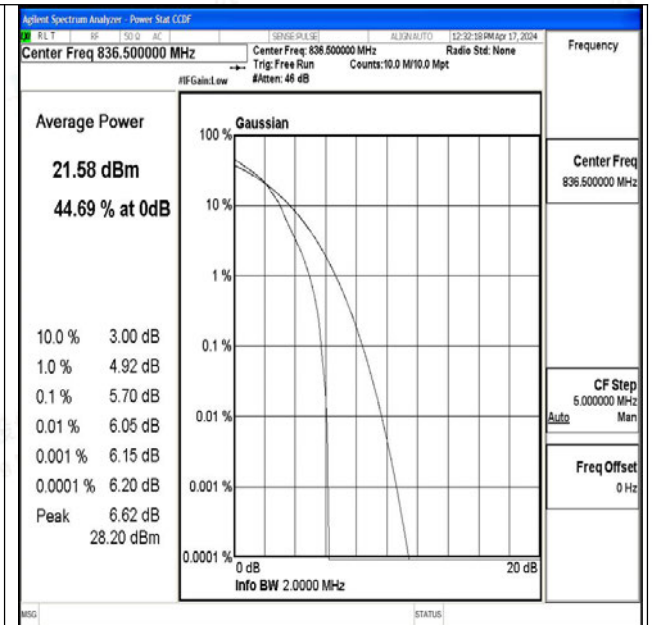 Agilent Spectrum Analyzer - Power Stat CCDF
RLT RF 50 Ω AC SENSE:PULSE ALIGN AUTO 12:32:18 PM Apr 17, 2024
Center Freq 836.500000 MHz
Center Freq: 836.500000 MHz Radio Std: None
Trig: Free Run Counts:10.0 M/10.0 Mpt
#IFGain:Low #Atten: 46 dB
Frequency
Center Freq
836.500000 MHz
CF Step
5.000000 MHz
Auto Man
Freq Offset
0 Hz
Average Power
21.58 dBm
44.69 % at 0dB
10.0 % 3.00 dB
1.0 % 4.92 dB
0.1 % 5.70 dB
0.01 % 6.05 dB
0.001 % 6.15 dB
0.0001 % 6.20 dB
Peak 6.62 dB
28.20 dBm
Gaussian
100 %
10 %
1 %
0.1 %
0.01 %
0.001 %
0.0001 %
0 dB 20 dB
Info BW 2.0000 MHz
MSG STATUS